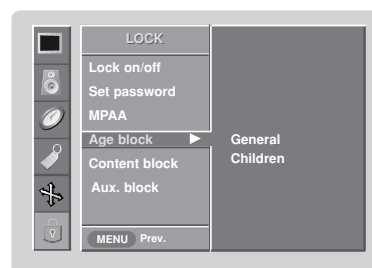 LOCK
Lock on/off
Set password
MPAA
Age block
General
Children
Content block
Aux. block
MENU Prev.